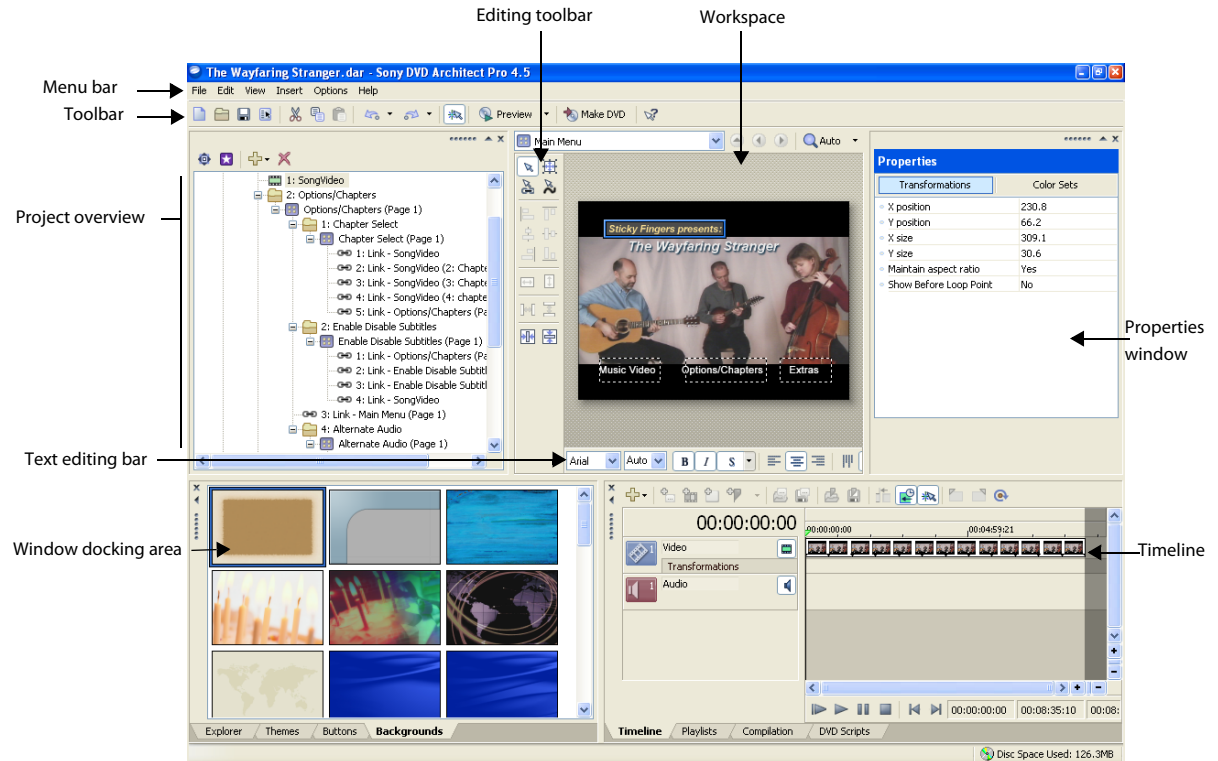 Editing toolbar
Workspace
The Wayfaring Stranger.dar - Sony DVD Architect Pro 4.5
Menu bar
File Edit View Insert Options Help
Toolbar
Preview
Make DVD
Main Menu
Auto
Project overview
1: SongVideo
2: Options/Chapters
Options/Chapters (Page 1)
1: Chapter Select
Chapter Select (Page 1)
1: Link - SongVideo
2: Link - SongVideo (2: Chapte
3: Link - SongVideo (3: Chapte
4: Link - SongVideo (4: chapte
5: Link - Options/Chapters (Pa
2: Enable Disable Subtitles
Enable Disable Subtitles (Page 1)
1: Link - Options/Chapters (Pa
2: Link - Enable Disable Subtitl
3: Link - Enable Disable Subtitl
4: Link - SongVideo
3: Link - Main Menu (Page 1)
4: Alternate Audio
Alternate Audio (Page 1)
Sticky Fingers presents:
The Wayfaring Stranger
Music Video
Options/Chapters
Extras
Properties
Transformations
Color Sets
X position 230.8
Y position 66.2
X size 309.1
Y size 30.6
Maintain aspect ratio Yes
Show Before Loop Point No
Properties
window
Text editing bar
Arial
Auto
B I S
Window docking area
Explorer Themes Buttons Backgrounds
00:00:00:00
00:00:00:00
00:04:59:21
1
Video
Transformations
1
Audio
Timeline
00:00:00:00
00:08:35:10
00:08:
Timeline Playlists Compilation DVD Scripts
Disc Space Used: 126.3MB